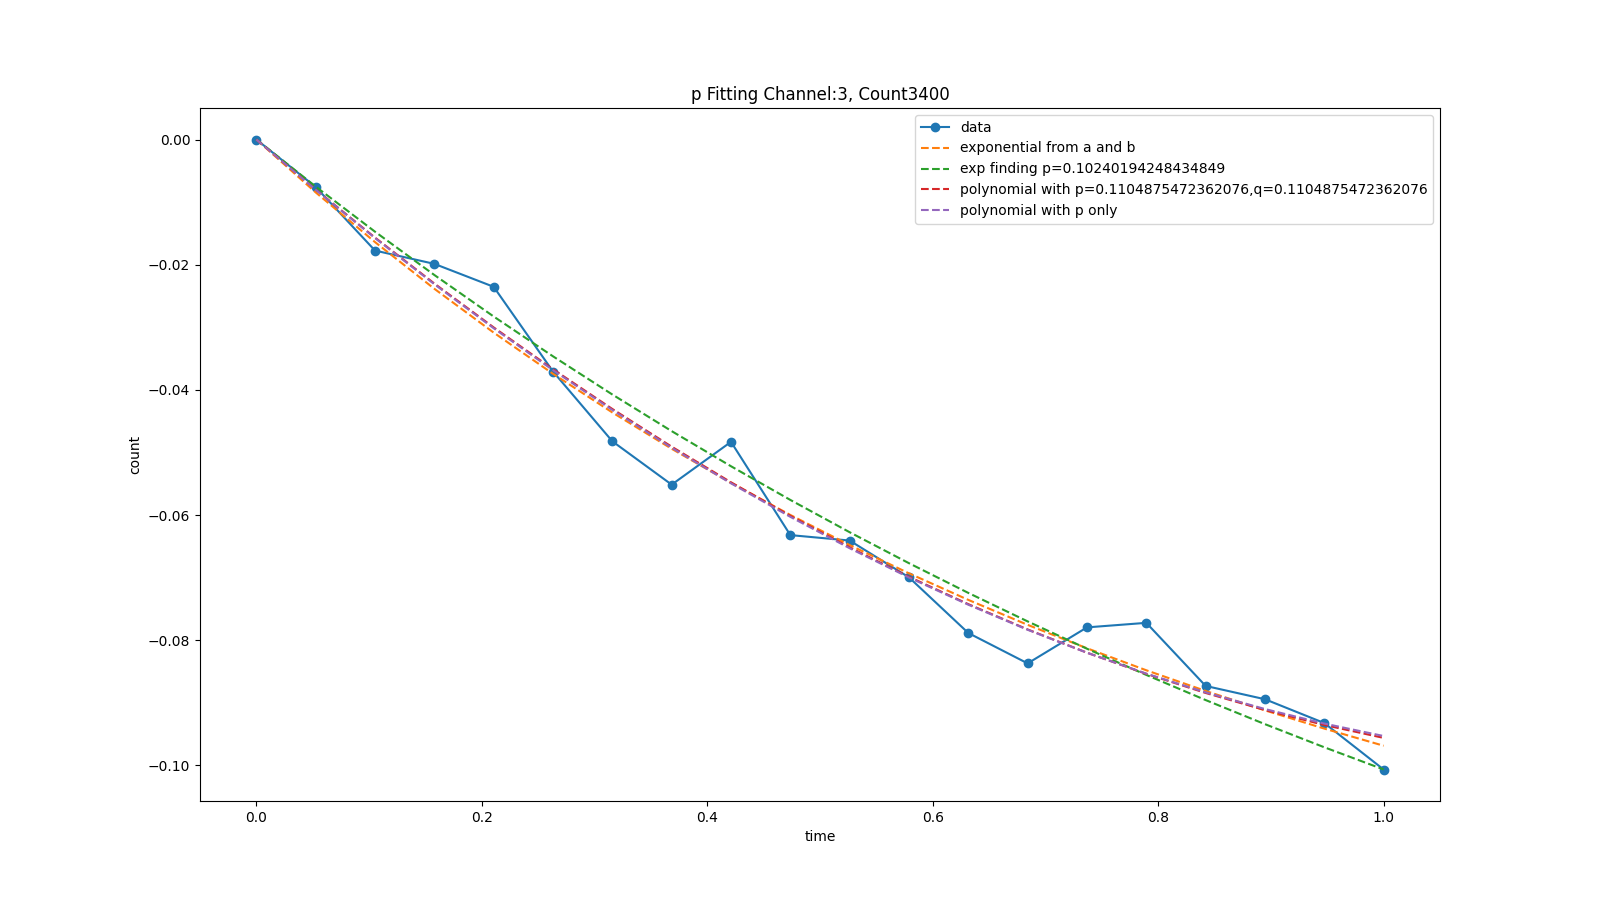 p Fitting Channel:3, Count3400
data
exponential from a and b
exp finding p=0.10240194248434849
polynomial with p=0.1104875472362076,q=0.1104875472362076
polynomial with p only
count
0.00
−0.02
−0.04
−0.06
−0.08
−0.10
0.0 0.2 0.4 0.6 0.8 1.0
time